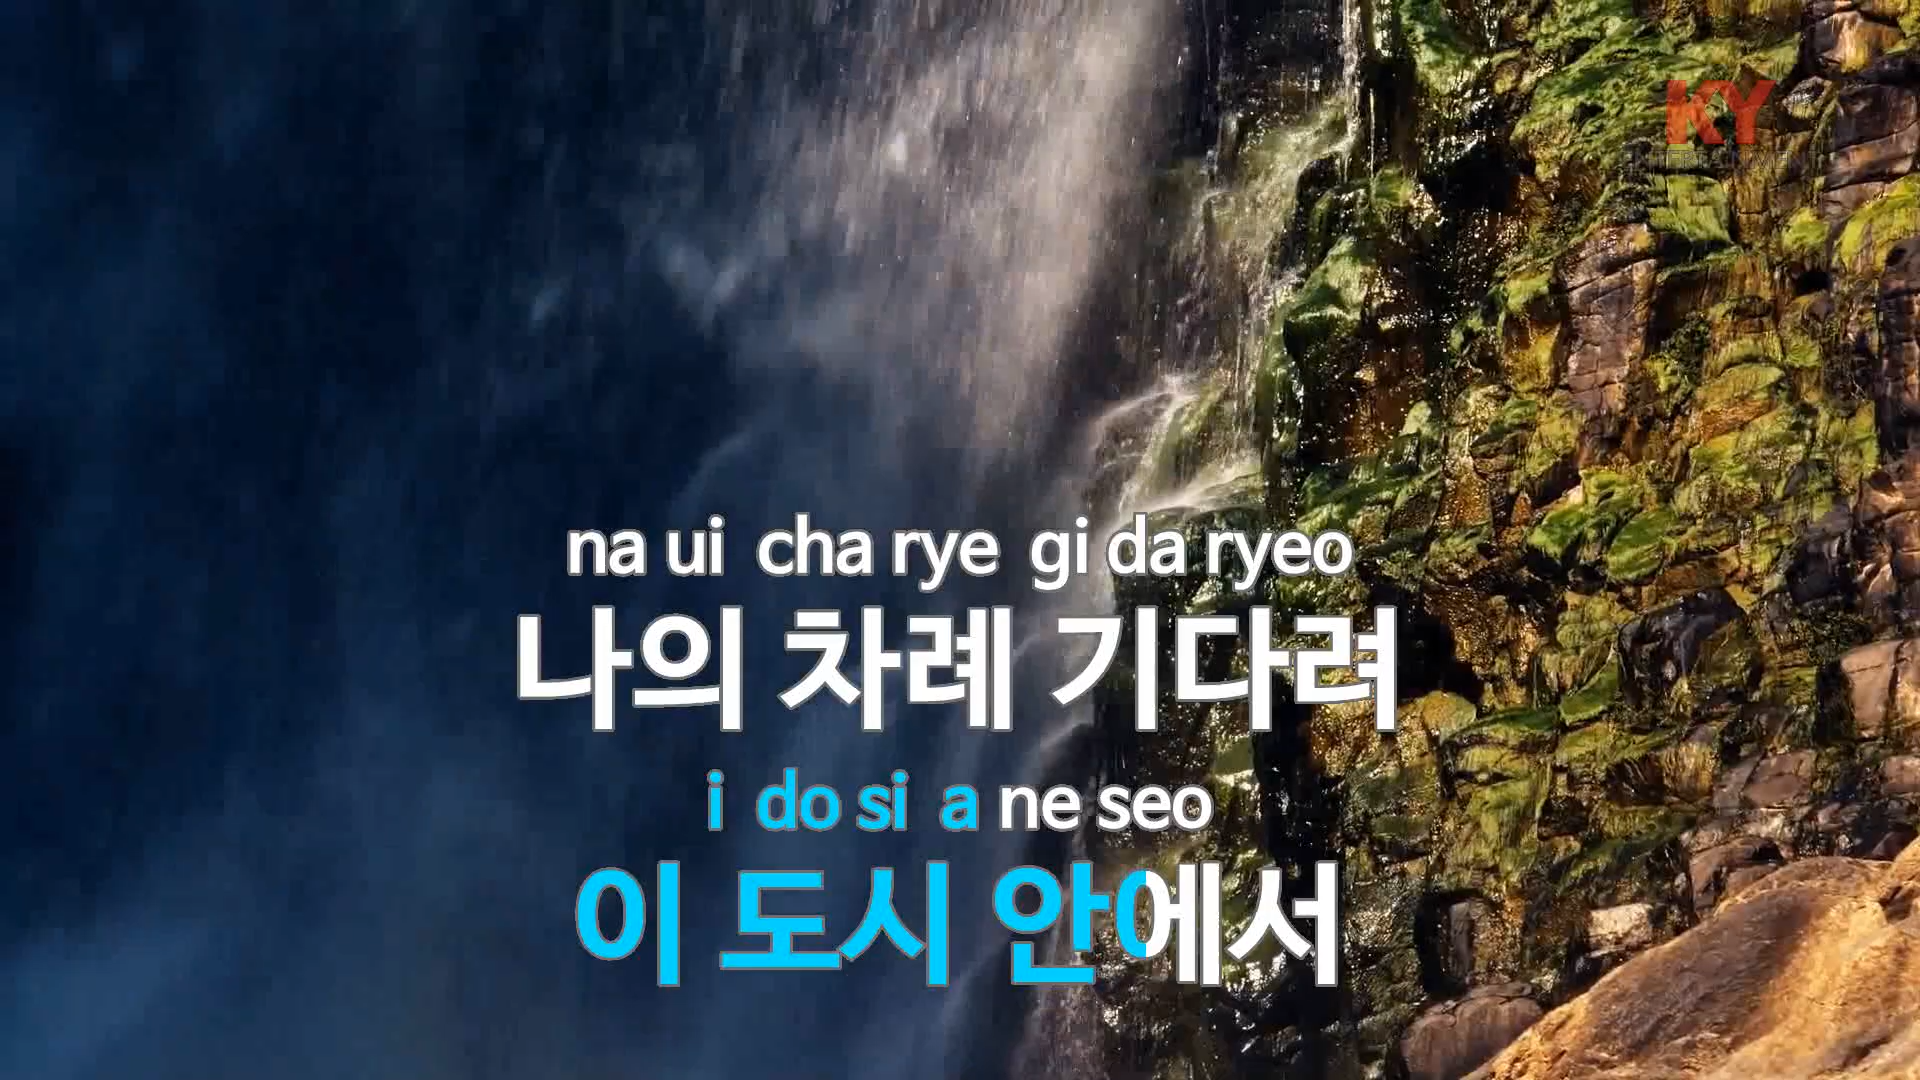 KY
ENTERTAINMENT
na ui cha rye gi da ryeo
나의 차례 기다려
i do si a ne seo
이 도시 안에서